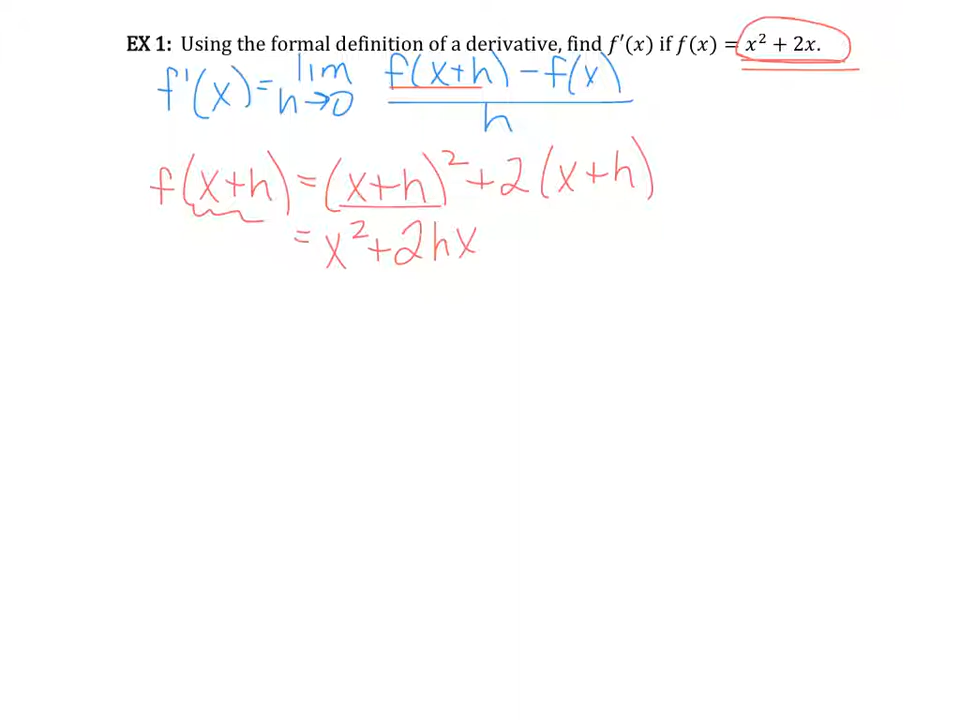 EX 1: Using the formal definition of a derivative, find f′(x) if f(x) = x² + 2x.
f'(x) = lim h→0 f(x+h) − f(x) / h
f(x+h) = (x+h)² + 2(x+h)
= x² + 2hx